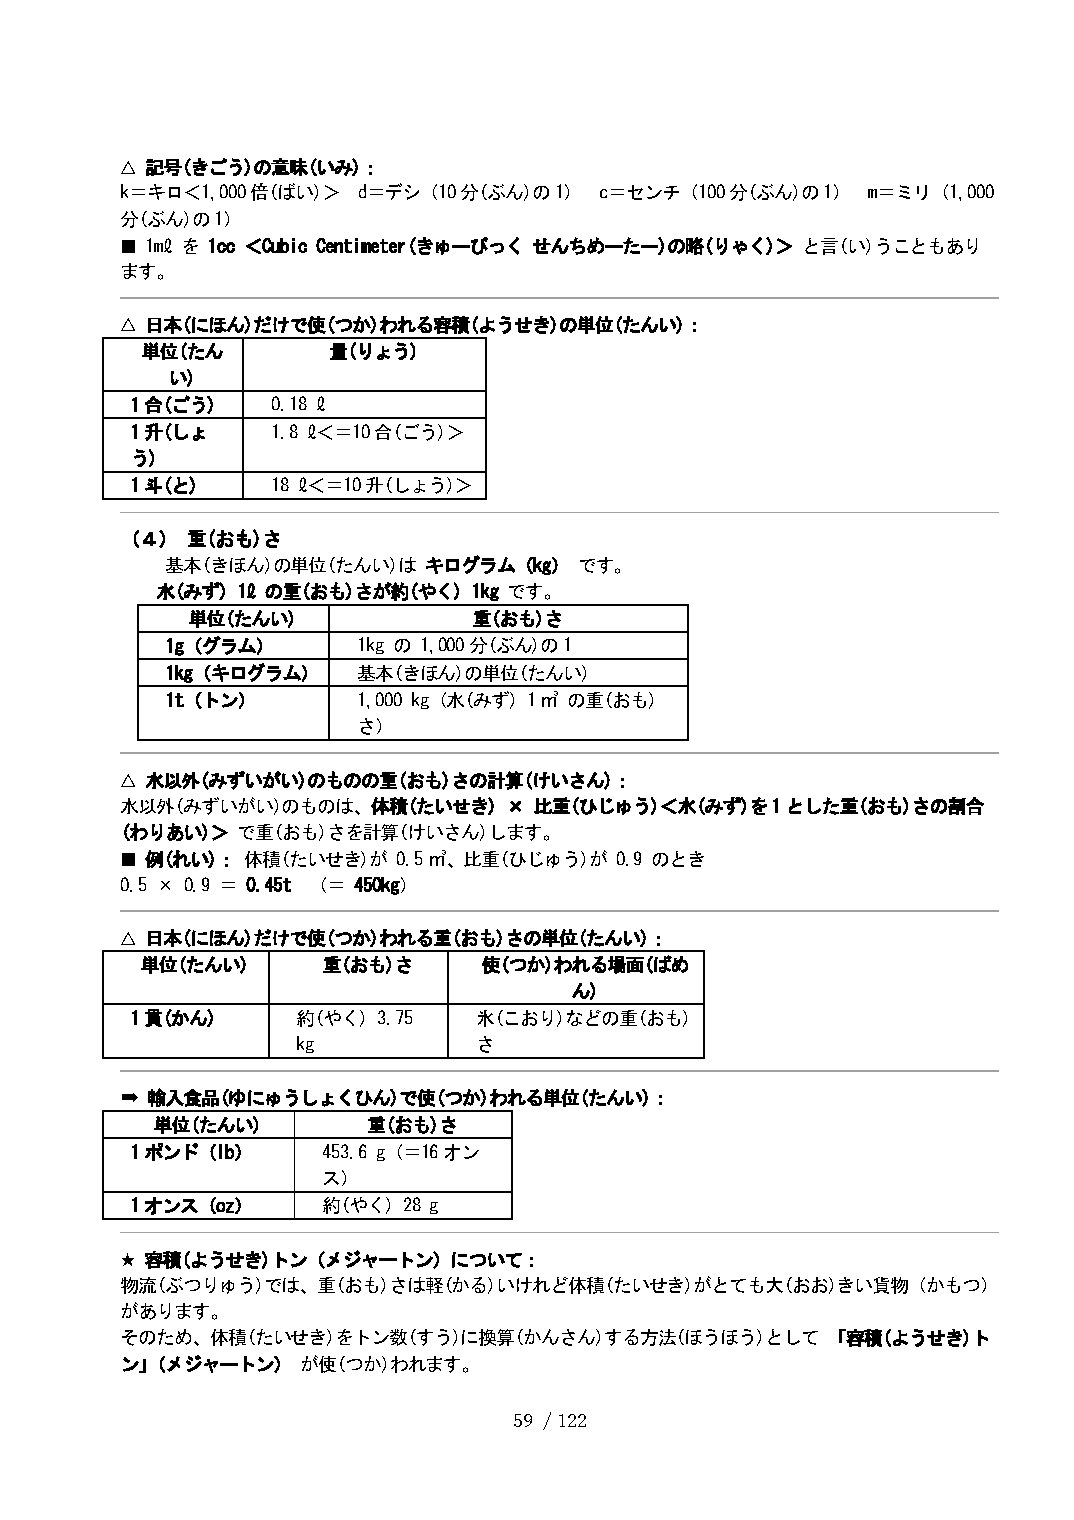 △ 記号(きごう)の意味(いみ)：
k＝キロ＜1,000倍(ばい)＞　d＝デシ（10分(ぶん)の1）　c＝センチ（100分(ぶん)の1）　m＝ミリ（1,000
分(ぶん)の1）
■ 1mℓ を 1cc ＜Cubic Centimeter(きゅーびっく せんちめーたー)の略(りゃく)＞ と言(い)うこともあり
ます。
△ 日本(にほん)だけで使(つか)われる容積(ようせき)の単位(たんい)：
単位(たん　量(りょう)
い)
1合(ごう)　0.18 ℓ
1升(しょ　1.8 ℓ＜＝10合(ごう)＞
う)
1斗(と)　18 ℓ＜＝10升(しょう)＞
（4）　重(おも)さ
基本(きほん)の単位(たんい)は キログラム（kg）　です。
水(みず) 1ℓ の重(おも)さが約(やく) 1kg です。
単位(たんい)　重(おも)さ
1g（グラム）　1kg の 1,000分(ぶん)の1
1kg（キログラム）　基本(きほん)の単位(たんい)
1t（トン）　1,000 kg（水(みず) 1㎥ の重(おも)
さ）
△ 水以外(みずいがい)のものの重(おも)さの計算(けいさん)：
水以外(みずいがい)のものは、体積(たいせき) × 比重(ひじゅう)＜水(みず)を1とした重(おも)さの割合
(わりあい)＞ で重(おも)さを計算(けいさん)します。
■ 例(れい)： 体積(たいせき)が 0.5㎥、比重(ひじゅう)が 0.9 のとき
0.5 × 0.9 ＝ 0.45t　（＝ 450kg）
△ 日本(にほん)だけで使(つか)われる重(おも)さの単位(たんい)：
単位(たんい)　重(おも)さ　使(つか)われる場面(ばめ
ん)
1貫(かん)　約(やく) 3.75　氷(こおり)などの重(おも)
kg　さ
➡ 輸入食品(ゆにゅうしょくひん)で使(つか)われる単位(たんい)：
単位(たんい)　重(おも)さ
1ポンド（lb）　453.6 g（＝16オン
ス）
1オンス（oz）　約(やく) 28 g
★ 容積(ようせき)トン（メジャートン）について：
物流(ぶつりゅう)では、重(おも)さは軽(かる)いけれど体積(たいせき)がとても大(おお)きい貨物（かもつ）
があります。
そのため、体積(たいせき)をトン数(すう)に換算(かんさん)する方法(ほうほう)として 「容積(ようせき)ト
ン」（メジャートン）　が使(つか)われます。
59 / 122